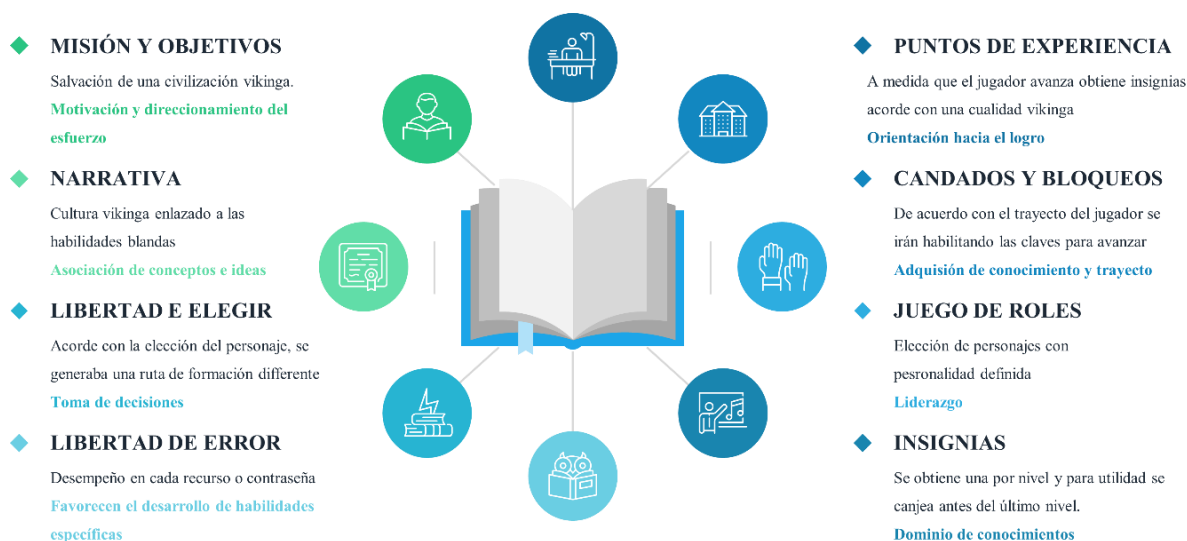 MISIÓN Y OBJETIVOS
Salvación de una civilización vikinga.
Motivación y direccionamiento del
esfuerzo
NARRATIVA
Cultura vikinga enlazado a las
habilidades blandas
Asociación de conceptos e ideas
LIBERTAD E ELEGIR
Acorde con la elección del personaje, se
generaba una ruta de formación differente
Toma de decisiones
LIBERTAD DE ERROR
Desempeño en cada recurso o contraseña
Favorecen el desarrollo de habilidades
específicas
PUNTOS DE EXPERIENCIA
A medida que el jugador avanza obtiene insignias
acorde con una cualidad vikinga
Orientación hacia el logro
CANDADOS Y BLOQUEOS
De acuerdo con el trayecto del jugador se
irán habilitando las claves para avanzar
Adquisión de conocimiento y trayecto
JUEGO DE ROLES
Elección de personajes con
pesronalidad definida
Liderazgo
INSIGNIAS
Se obtiene una por nivel y para utilidad se
canjea antes del último nivel.
Dominio de conocimientos